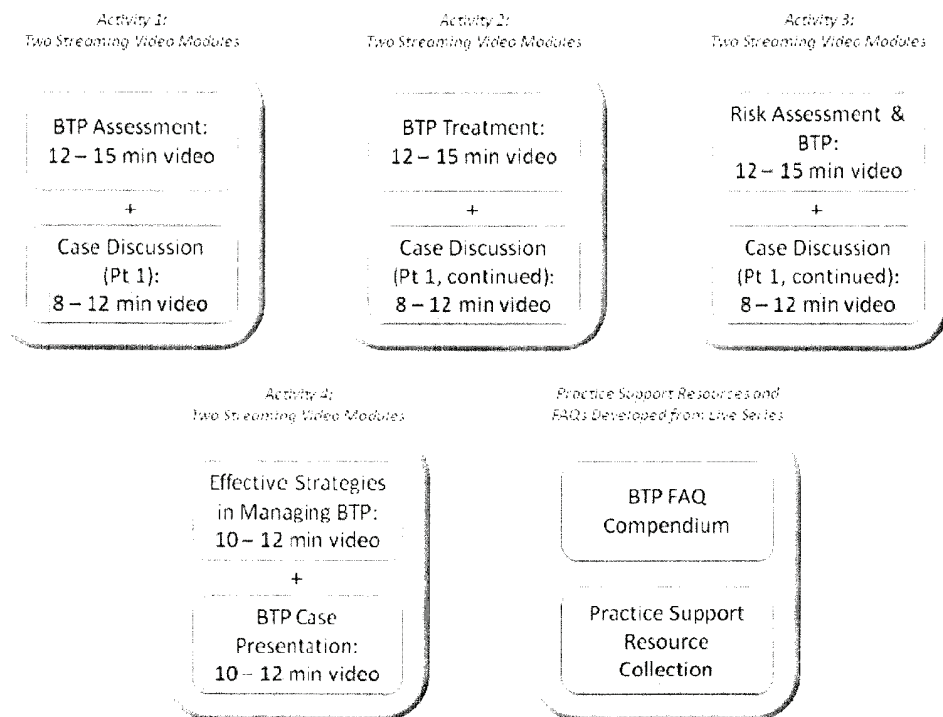 Activity 1:
Two Streaming Video Modules
BTP Assessment:
12 – 15 min video
+
Case Discussion
(Pt 1):
8 – 12 min video
Activity 2:
Two Streaming Video Modules
BTP Treatment:
12 – 15 min video
+
Case Discussion
(Pt 1, continued):
8 – 12 min video
Activity 3:
Two Streaming Video Modules
Risk Assessment &
BTP:
12 – 15 min video
+
Case Discussion
(Pt 1, continued):
8 – 12 min video
Activity 4:
Two Streaming Video Modules
Effective Strategies
in Managing BTP:
10 – 12 min video
+
BTP Case
Presentation:
10 – 12 min video
Practice Support Resources and
FAQs Developed from Live Series
BTP FAQ
Compendium
Practice Support
Resource
Collection